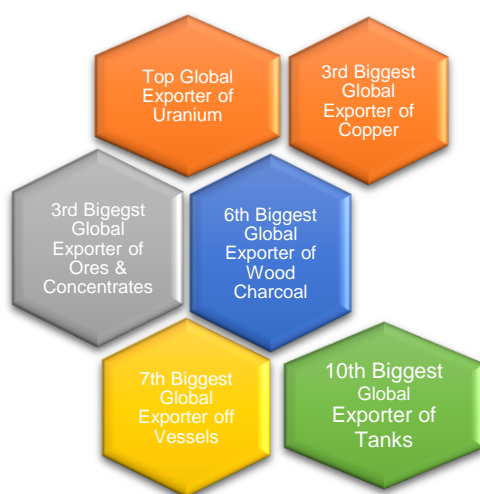 Top Global
Exporter of
Uranium
3rd Biggest
Global
Exporter of
Copper
3rd Bigegst
Global
Exporter of
Ores &
Concentrates
6th Biggest
Global
Exporter of
Wood
Charcoal
7th Biggest
Global
Exporter off
Vessels
10th Biggest
Global
Exporter of
Tanks